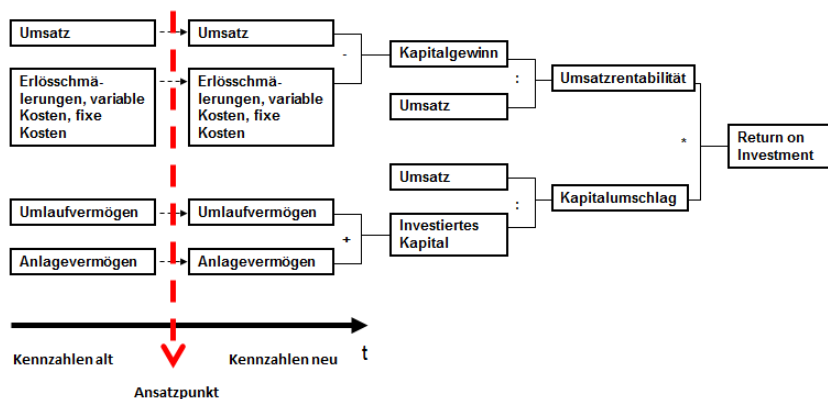 Umsatz
Umsatz
-
Kapitalgewinn
:
Umsatzrentabilität
Erlösschmä-
lerungen, variable
Kosten, fixe
Kosten
Erlösschmä-
lerungen, variable
Kosten, fixe
Kosten
Umsatz
*
Return on
Investment
Umsatz
:
Kapitalumschlag
Umlaufvermögen
Umlaufvermögen
+
Investiertes
Kapital
Anlagevermögen
Anlagevermögen
Kennzahlen alt
Kennzahlen neu
t
Ansatzpunkt